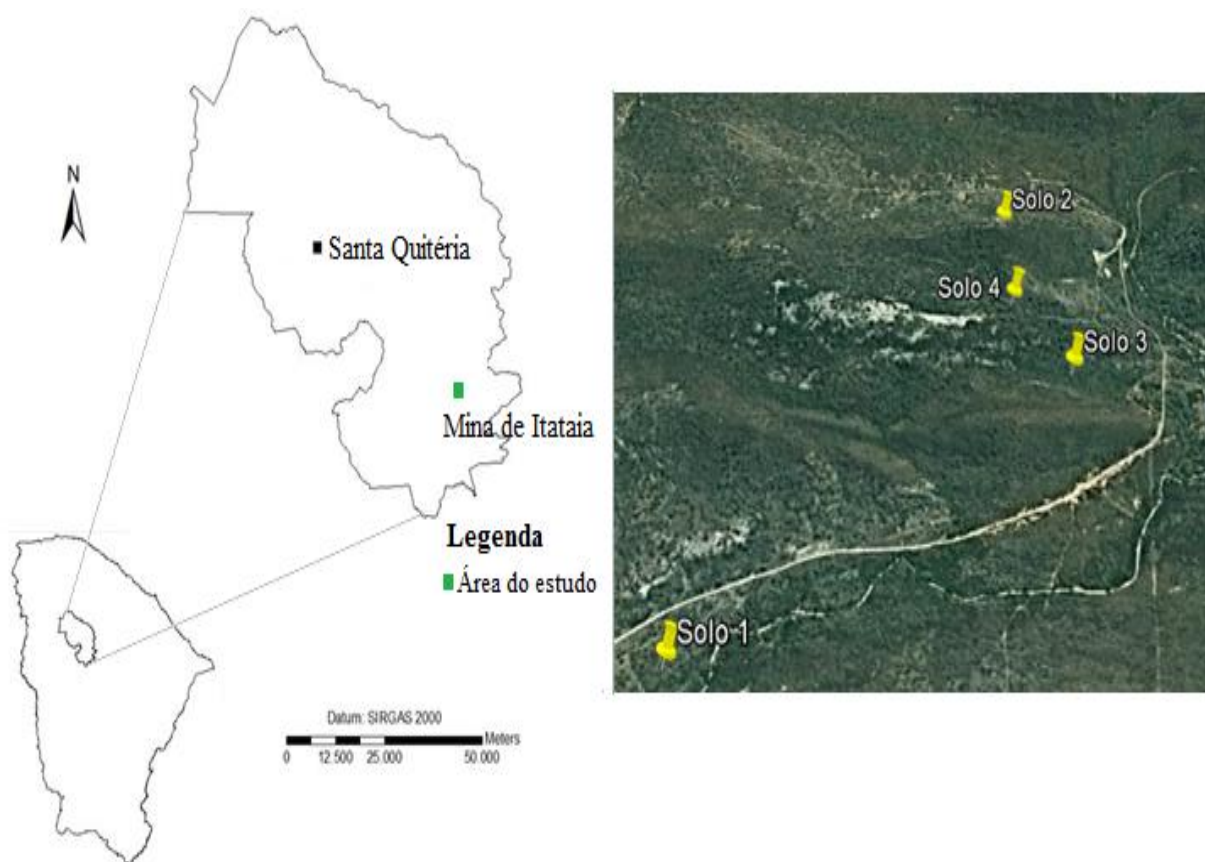 N
Santa Quitéria
Mina de Itataia
Legenda
Área do estudo
Datum: SIRGAS 2000
Meters
0 12.500 25.000 50.000
Solo 2
Solo 4
Solo 3
Solo 1